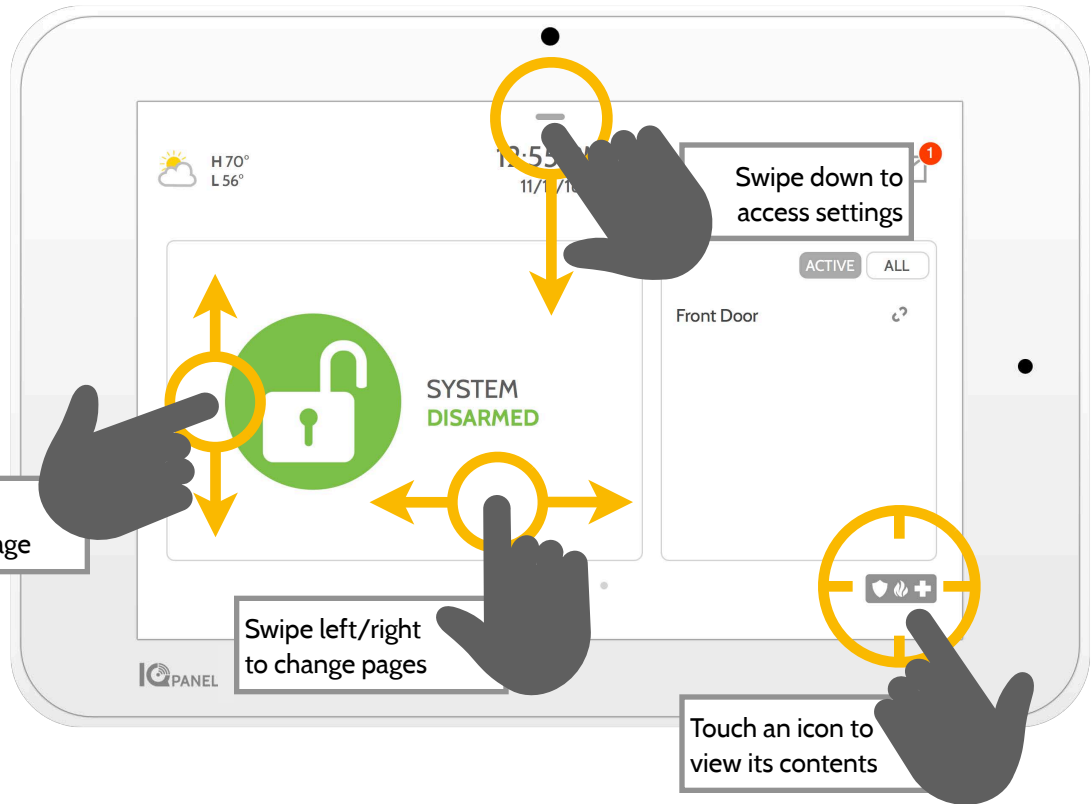 H 70°
L 56°
Swipe down to
access settings
1
ACTIVE
ALL
Front Door
SYSTEM
DISARMED
Swipe left/right
to change pages
IQ PANEL
Touch an icon to
view its contents